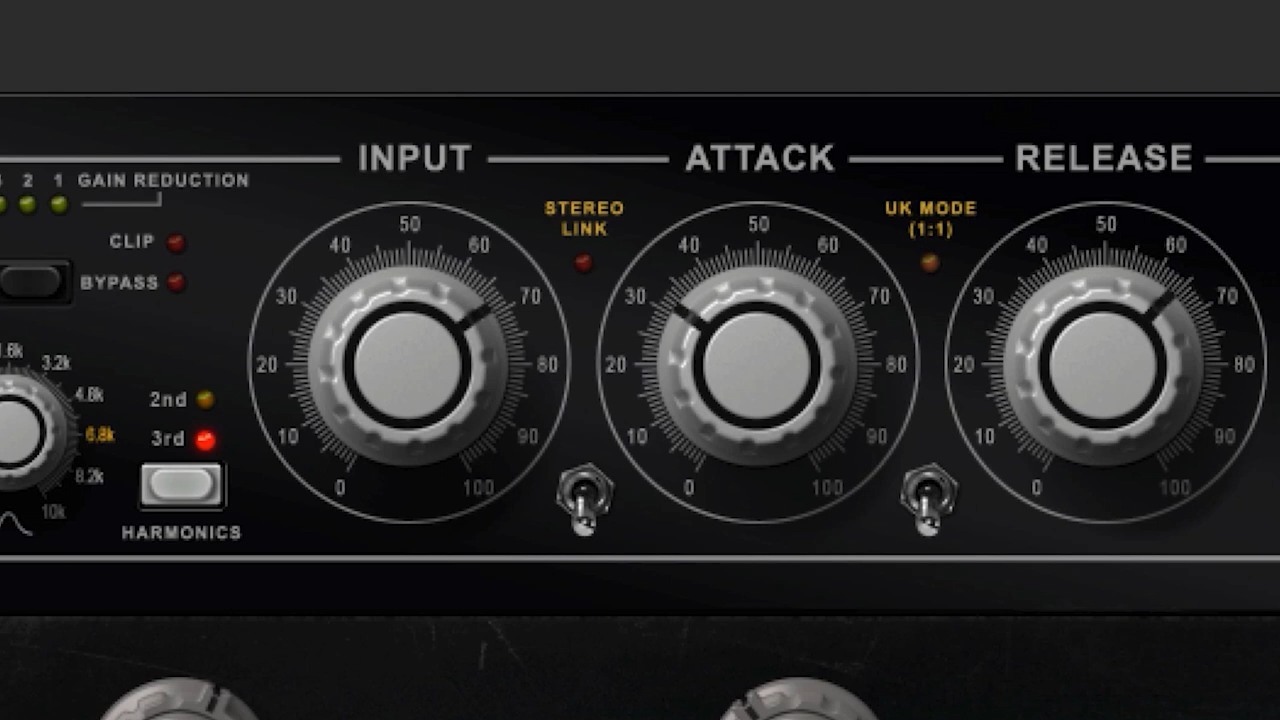 INPUT
ATTACK
RELEASE
2 1 GAIN REDUCTION
CLIP
BYPASS
STEREO
LINK
UK MODE
(1:1)
0 10 20 30 40 50 60 70 80 90 100
0 10 20 30 40 50 60 70 80 90 100
0 10 20 30 40 50 60 70 80 90 100
3.2k
4.8k
6.8k
8.2k
10k
2nd
3rd
HARMONICS